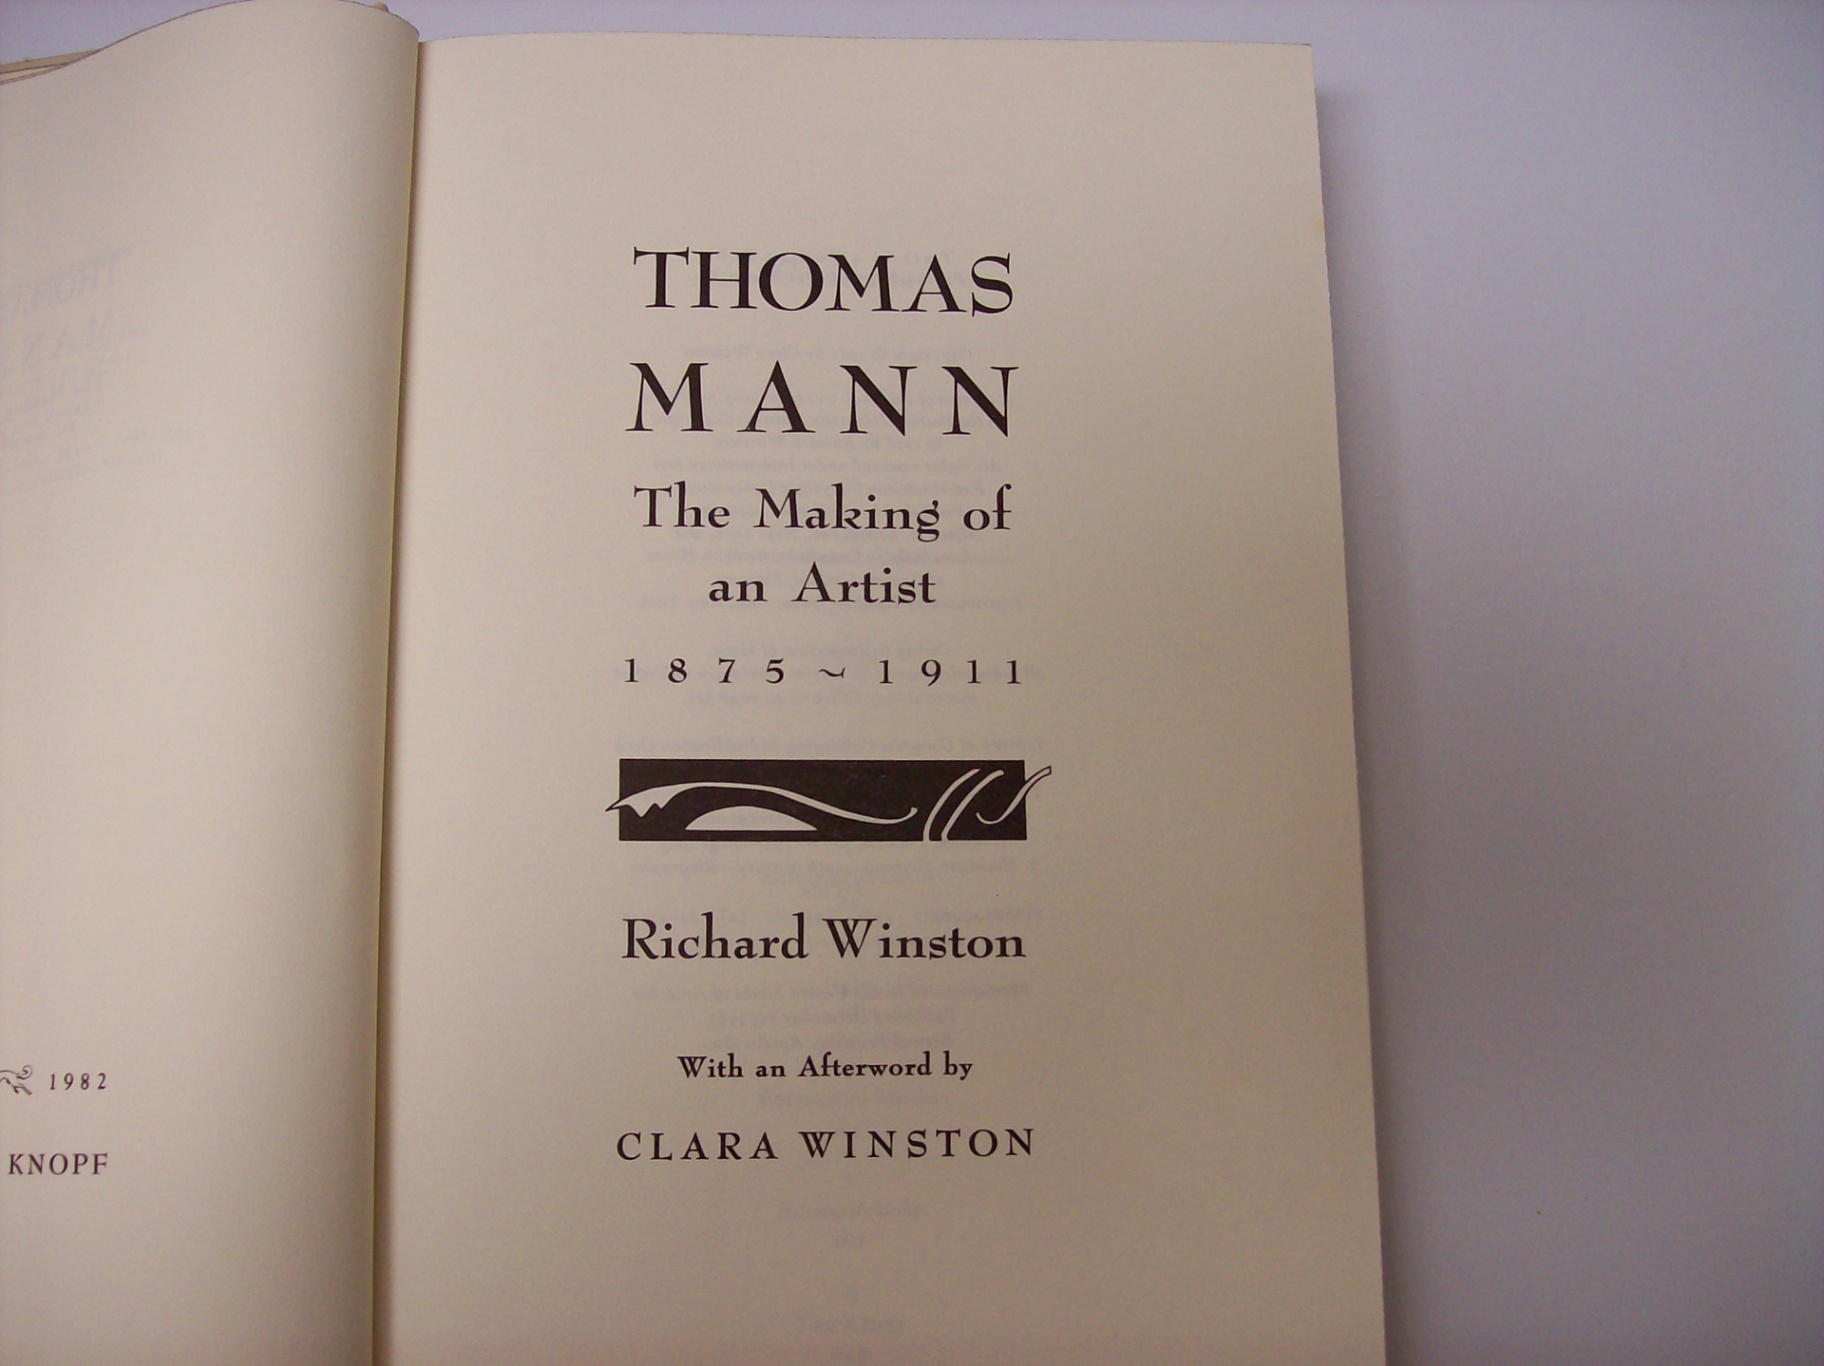 1982
KNOPF
THOMAS
MANN
The Making of
an Artist
1875~1911
Richard Winston
With an Afterword by
CLARA WINSTON